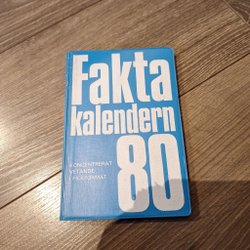 Fakta
kalendern
80
KONCENTRERAT
VETANDE
I FICKFORMAT